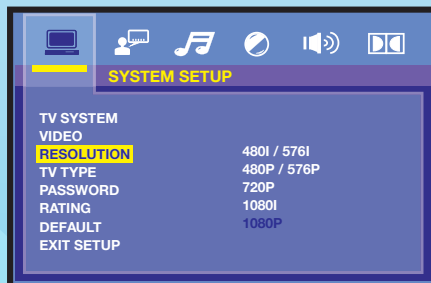 SYSTEM SETUP
TV SYSTEM
VIDEO
RESOLUTION
TV TYPE
PASSWORD
RATING
DEFAULT
EXIT SETUP
480I / 576I
480P / 576P
720P
1080I
1080P